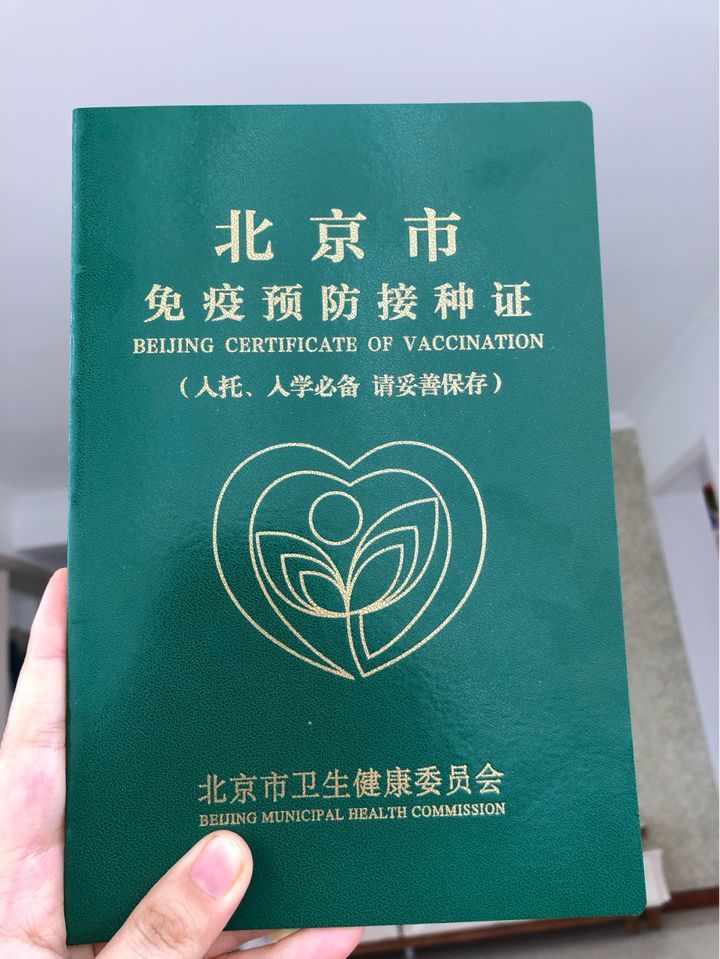 北京市
免疫预防接种证
BEIJING CERTIFICATE OF VACCINATION
（入托、入学必备 请妥善保存）
北京市卫生健康委员会
BEIJING MUNICIPAL HEALTH COMMISSION